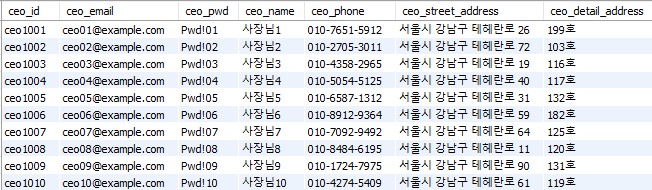 ceo_id ceo_email ceo_pwd ceo_name ceo_phone ceo_street_address ceo_detail_address
ceo1001 ceo01@example.com Pwd!01 사장님1 010-7651-5912 서울시 강남구 테헤란로 26 199호
ceo1002 ceo02@example.com Pwd!02 사장님2 010-2705-3011 서울시 강남구 테헤란로 72 103호
ceo1003 ceo03@example.com Pwd!03 사장님3 010-4358-2965 서울시 강남구 테헤란로 19 116호
ceo1004 ceo04@example.com Pwd!04 사장님4 010-5054-5125 서울시 강남구 테헤란로 40 117호
ceo1005 ceo05@example.com Pwd!05 사장님5 010-6587-1312 서울시 강남구 테헤란로 31 132호
ceo1006 ceo06@example.com Pwd!06 사장님6 010-8912-9364 서울시 강남구 테헤란로 59 182호
ceo1007 ceo07@example.com Pwd!07 사장님7 010-7092-9492 서울시 강남구 테헤란로 64 125호
ceo1008 ceo08@example.com Pwd!08 사장님8 010-8484-6195 서울시 강남구 테헤란로 11 120호
ceo1009 ceo09@example.com Pwd!09 사장님9 010-1724-7975 서울시 강남구 테헤란로 90 131호
ceo1010 ceo10@example.com Pwd!10 사장님10 010-4274-5409 서울시 강남구 테헤란로 61 119호